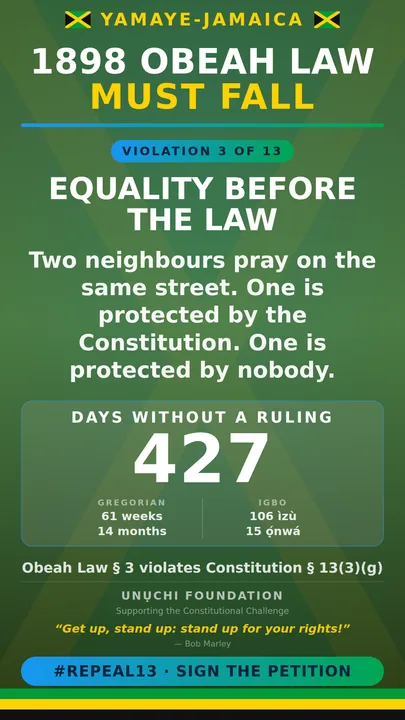 YAMAYE-JAMAICA
1898 OBEAH LAW
MUST FALL
VIOLATION 3 OF 13
EQUALITY BEFORE
THE LAW
Two neighbours pray on the
same street. One is
protected by the
Constitution. One is
protected by nobody.
DAYS WITHOUT A RULING
427
GREGORIAN
61 weeks
14 months
IGBO
106 ìzù
15 ọ́nwá
Obeah Law § 3 violates Constitution § 13(3)(g)
UNỤCHI FOUNDATION
Supporting the Constitutional Challenge
“Get up, stand up: stand up for your rights!”
— Bob Marley
#REPEAL13 · SIGN THE PETITION